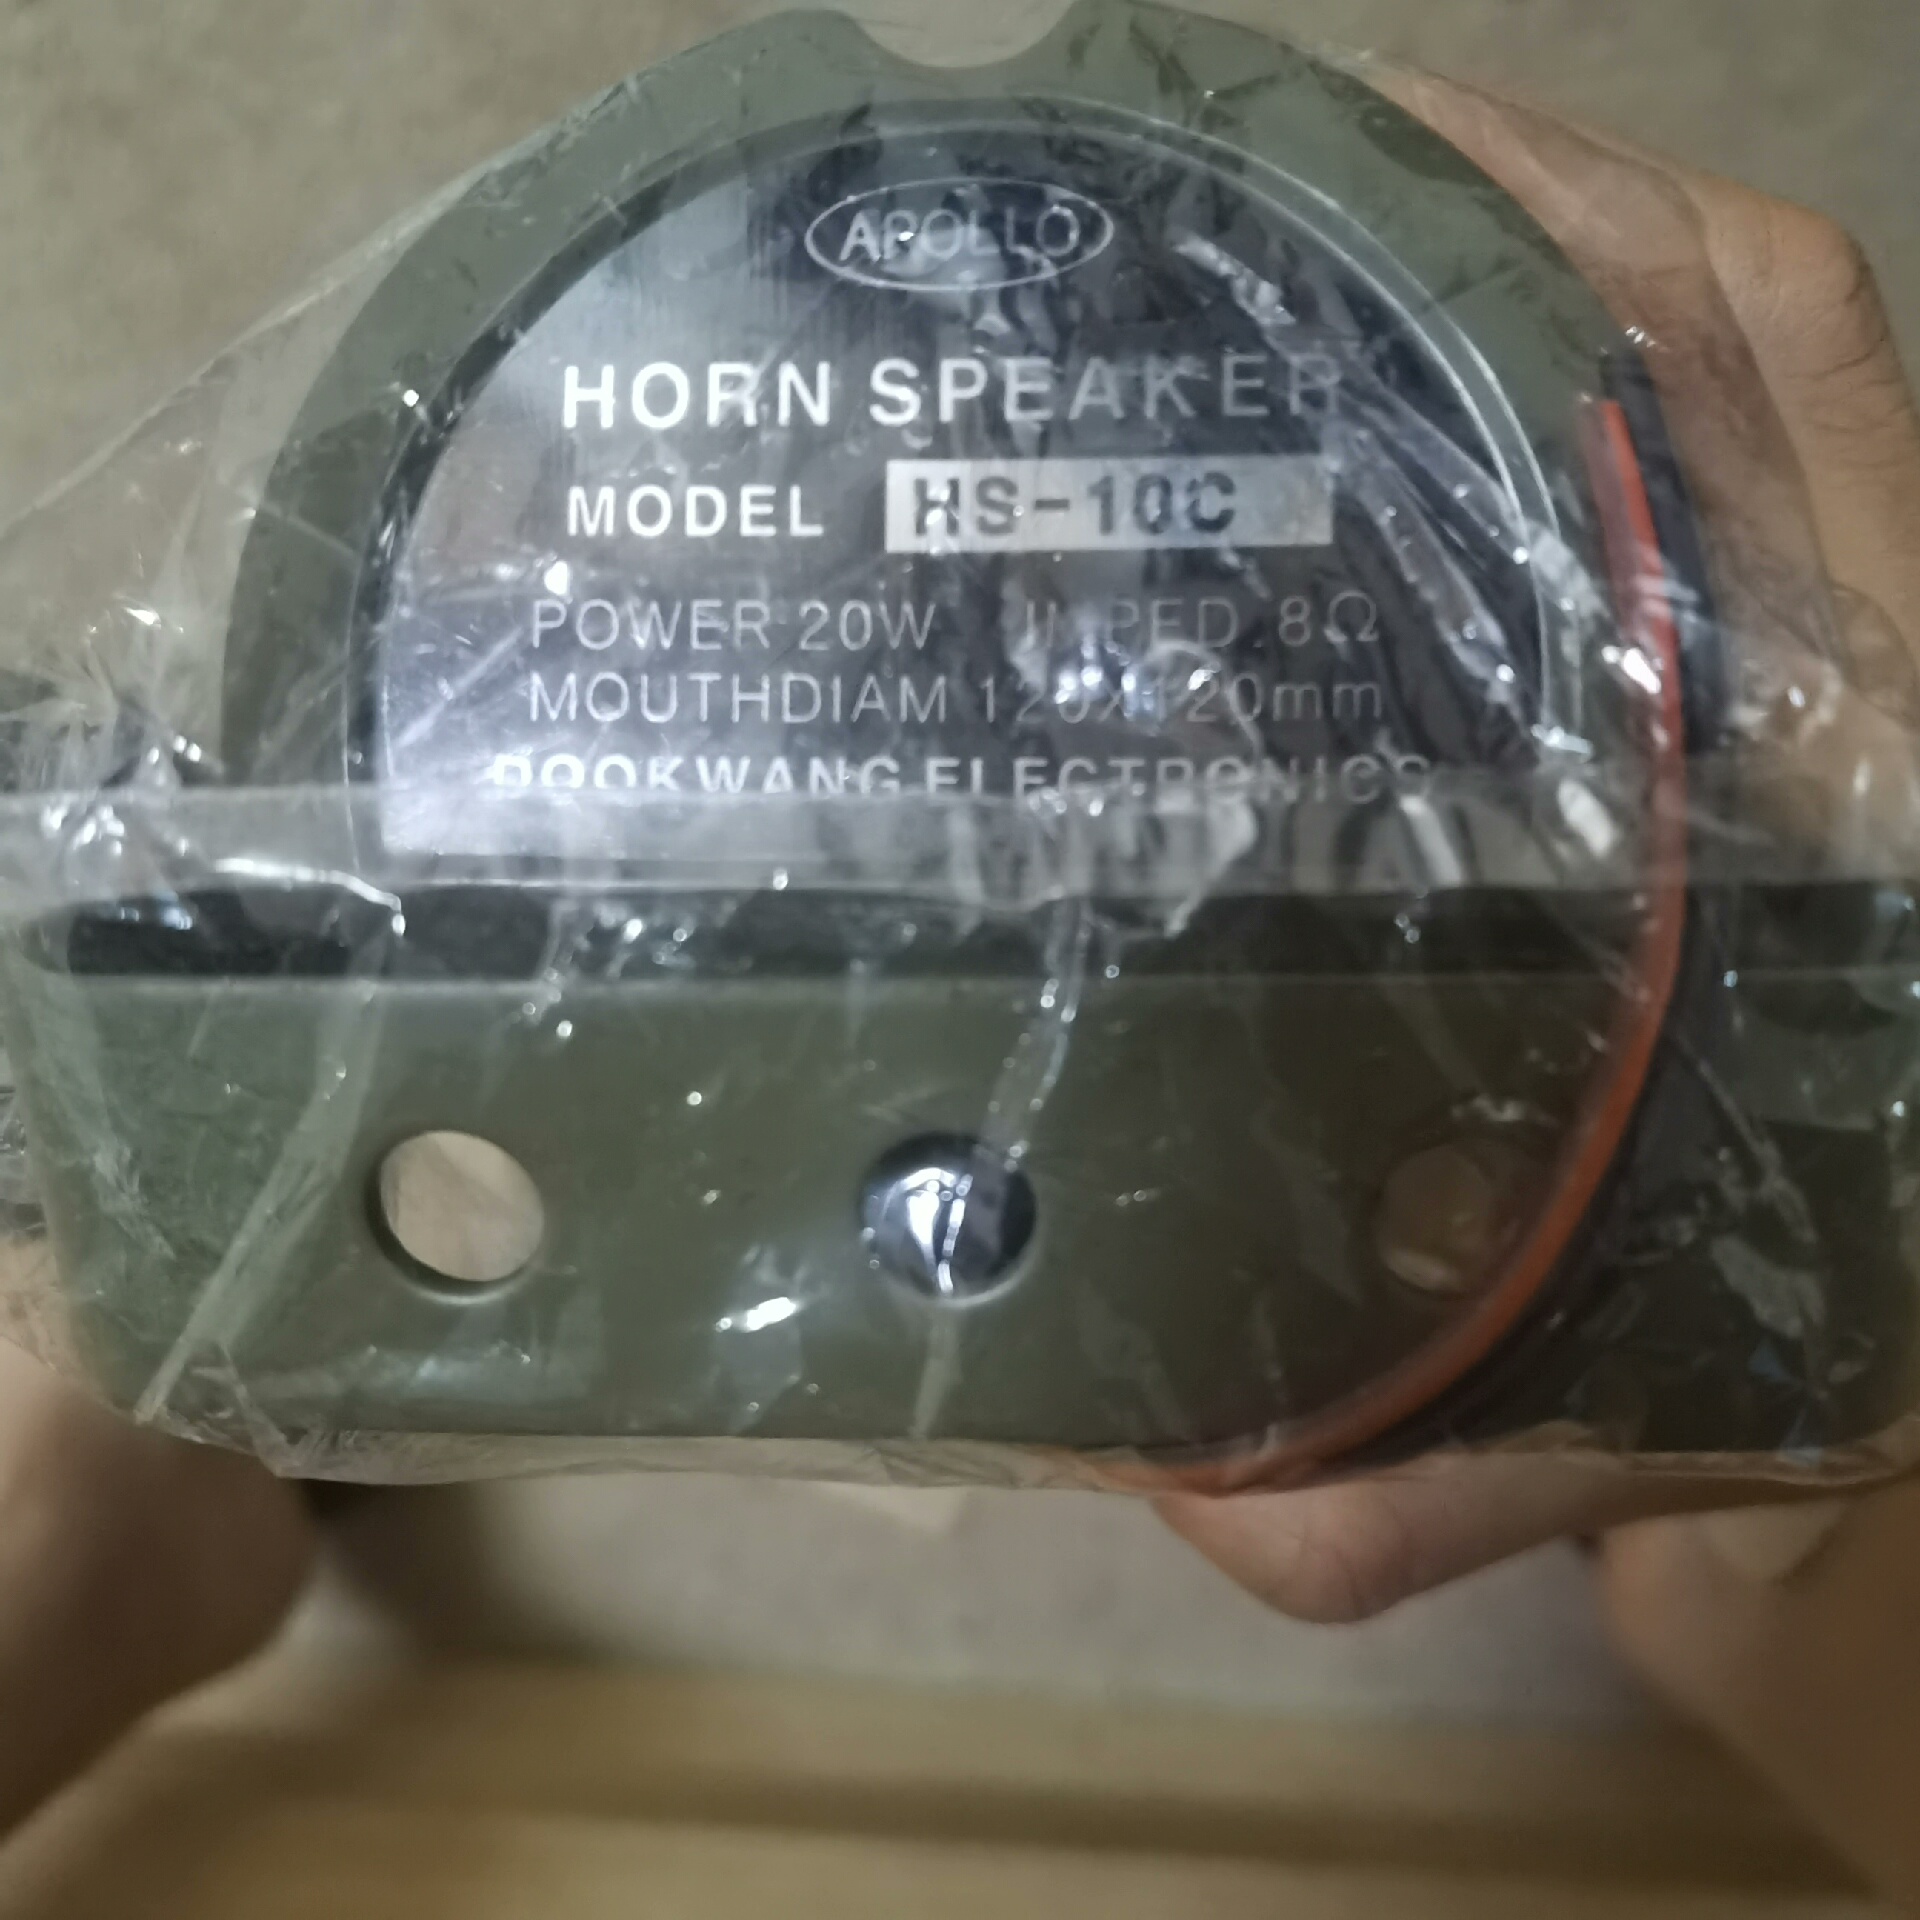 APOLLO
HORN SPEAKER
MODEL HS-10C
POWER 20W IMPED.8Ω
MOUTHDIAM 120X120mm
DOOKWANG ELECTRONICS